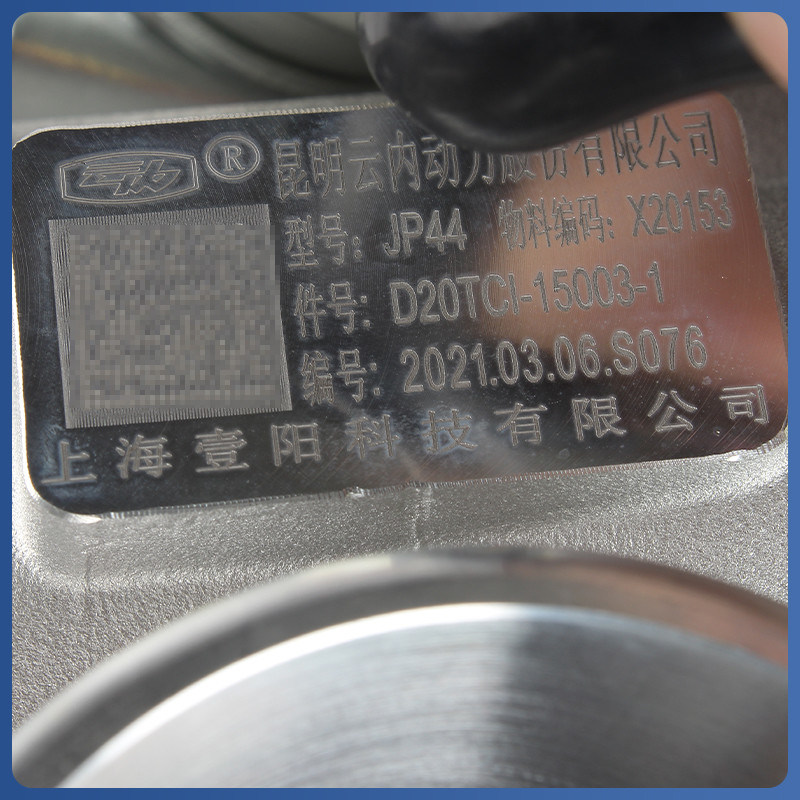 云内 ® 昆明云内动力股份有限公司
型号: JP44 物料编码: X20153
件号: D20TCI-15003-1
编号: 2021.03.06.S076
上海壹阳科技有限公司